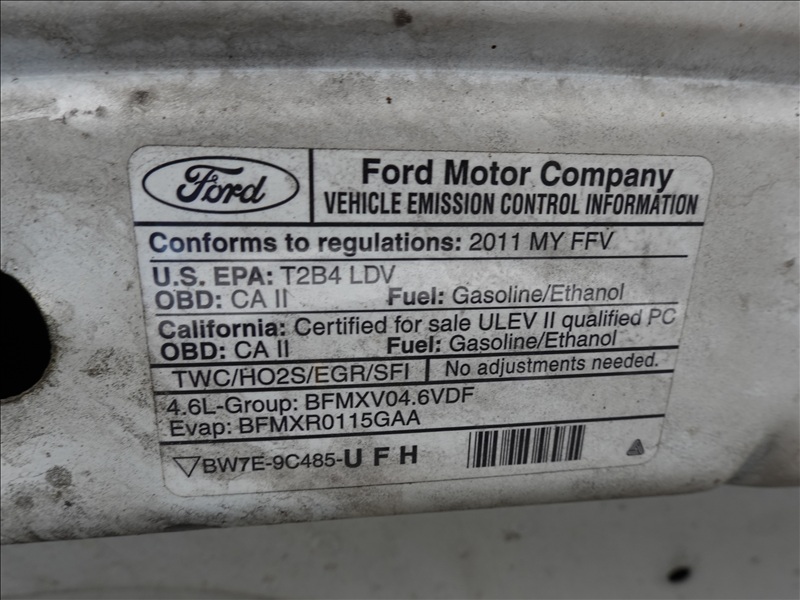 Ford
Ford Motor Company
VEHICLE EMISSION CONTROL INFORMATION
Conforms to regulations: 2011 MY FFV
U.S. EPA: T2B4 LDV
OBD: CA II Fuel: Gasoline/Ethanol
California: Certified for sale ULEV II qualified PC
OBD: CA II Fuel: Gasoline/Ethanol
TWC/HO2S/EGR/SFI No adjustments needed.
4.6L-Group: BFMXV04.6VDF
Evap: BFMXR0115GAA
BW7E-9C485-U F H